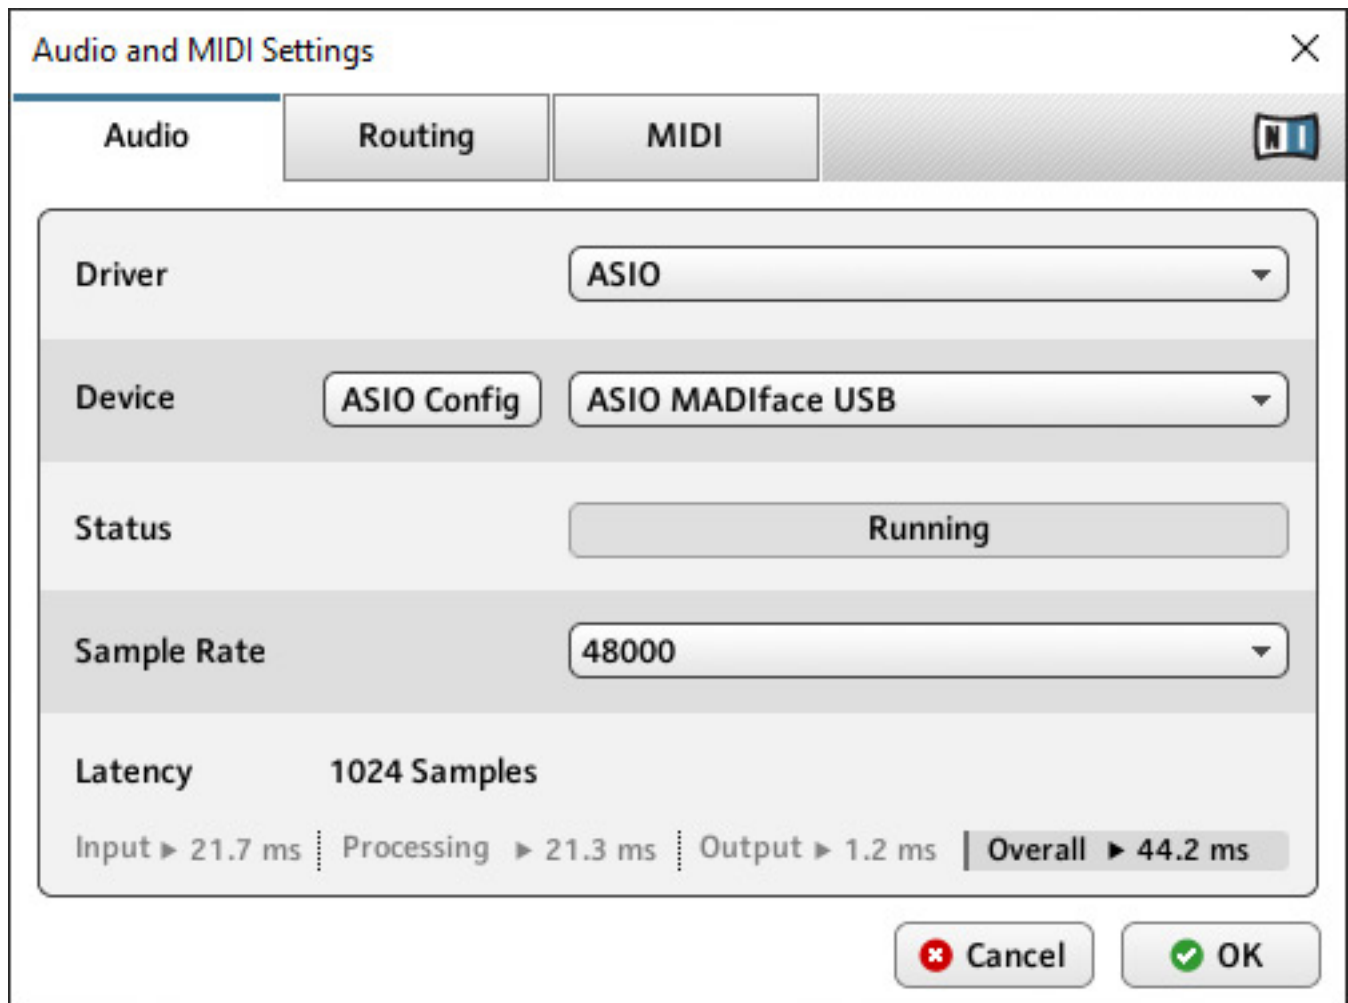 Audio and MIDI Settings
Audio Routing MIDI NI
Driver ASIO
Device ASIO Config ASIO MADIface USB
Status Running
Sample Rate 48000
Latency 1024 Samples
Input ▶ 21.7 ms Processing ▶ 21.3 ms Output ▶ 1.2 ms Overall ▶ 44.2 ms
Cancel OK